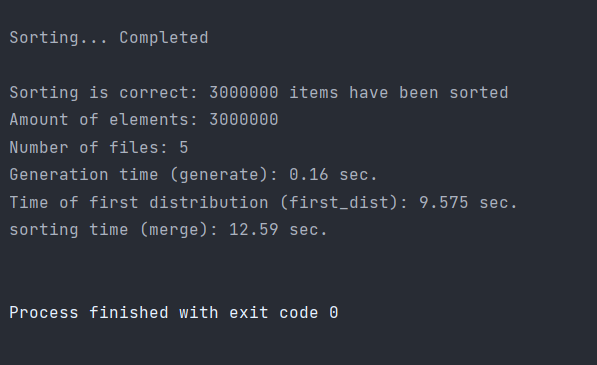 Sorting... Completed
Sorting is correct: 3000000 items have been sorted
Amount of elements: 3000000
Number of files: 5
Generation time (generate): 0.16 sec.
Time of first distribution (first_dist): 9.575 sec.
sorting time (merge): 12.59 sec.
Process finished with exit code 0